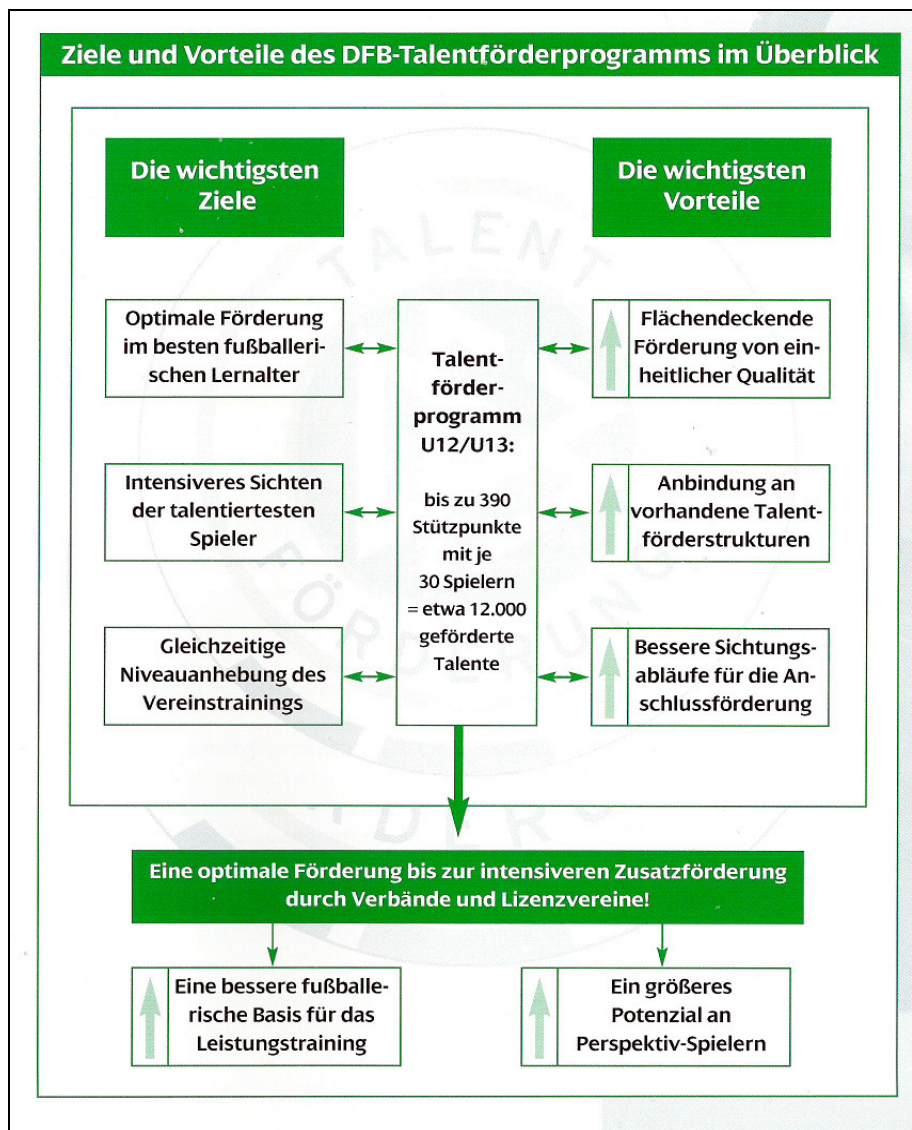 Ziele und Vorteile des DFB-Talentförderprogramms im Überblick
Die wichtigsten
Ziele
Die wichtigsten
Vorteile
Optimale Förderung
im besten fußballeri-
schen Lernalter
Intensiveres Sichten
der talentiertesten
Spieler
Gleichzeitige
Niveauanhebung des
Vereinstrainings
Talent-
förder-
programm
U12/U13:
bis zu 390
Stützpunkte
mit je
30 Spielern
= etwa 12.000
geförderte
Talente
Flächendeckende
Förderung von ein-
heitlicher Qualität
Anbindung an
vorhandene Talent-
förderstrukturen
Bessere Sichtungs-
abläufe für die An-
schlussförderung
Eine optimale Förderung bis zur intensiveren Zusatzförderung
durch Verbände und Lizenzvereine!
Eine bessere fußballe-
rische Basis für das
Leistungstraining
Ein größeres
Potenzial an
Perspektiv-Spielern
TALENT
FÖRDERUNG